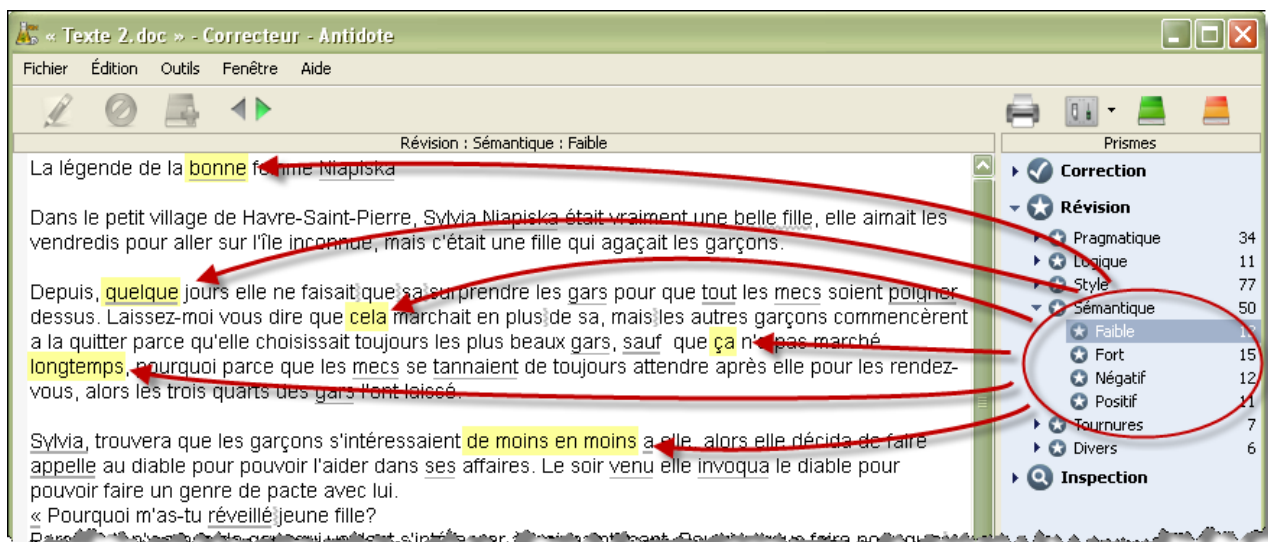 « Texte 2.doc » - Correcteur - Antidote
Fichier Édition Outils Fenêtre Aide
Révision : Sémantique : Faible
La légende de la bonne femme Niapiska
Dans le petit village de Havre-Saint-Pierre, Sylvia Niapiska était vraiment une belle fille, elle aimait les
vendredis pour aller sur l'île inconnue, mais c'était une fille qui agaçait les garçons.
Depuis, quelque jours elle ne faisait que sa surprendre les gars pour que tout les mecs soient poigner
dessus. Laissez-moi vous dire que cela marchait en plus de sa, mais les autres garçons commencèrent
a la quitter parce qu'elle choisissait toujours les plus beaux gars, sauf que ça n'a pas marché
longtemps, pourquoi parce que les mecs se tannaient de toujours attendre après elle pour les rendez-
vous, alors les trois quarts des gars l'ont laissé.
Sylvia, trouvera que les garçons s'intéressaient de moins en moins a elle, alors elle décida de faire
appelle au diable pour pouvoir l'aider dans ses affaires. Le soir venu elle invoqua le diable pour
pouvoir faire un genre de pacte avec lui.
« Pourquoi m'as-tu réveillé jeune fille?
Prismes
Correction
Révision
Pragmatique 34
Logique 11
Style 77
Sémantique 50
Faible
Fort 15
Négatif 12
Positif 11
Tournures 7
Divers 6
Inspection